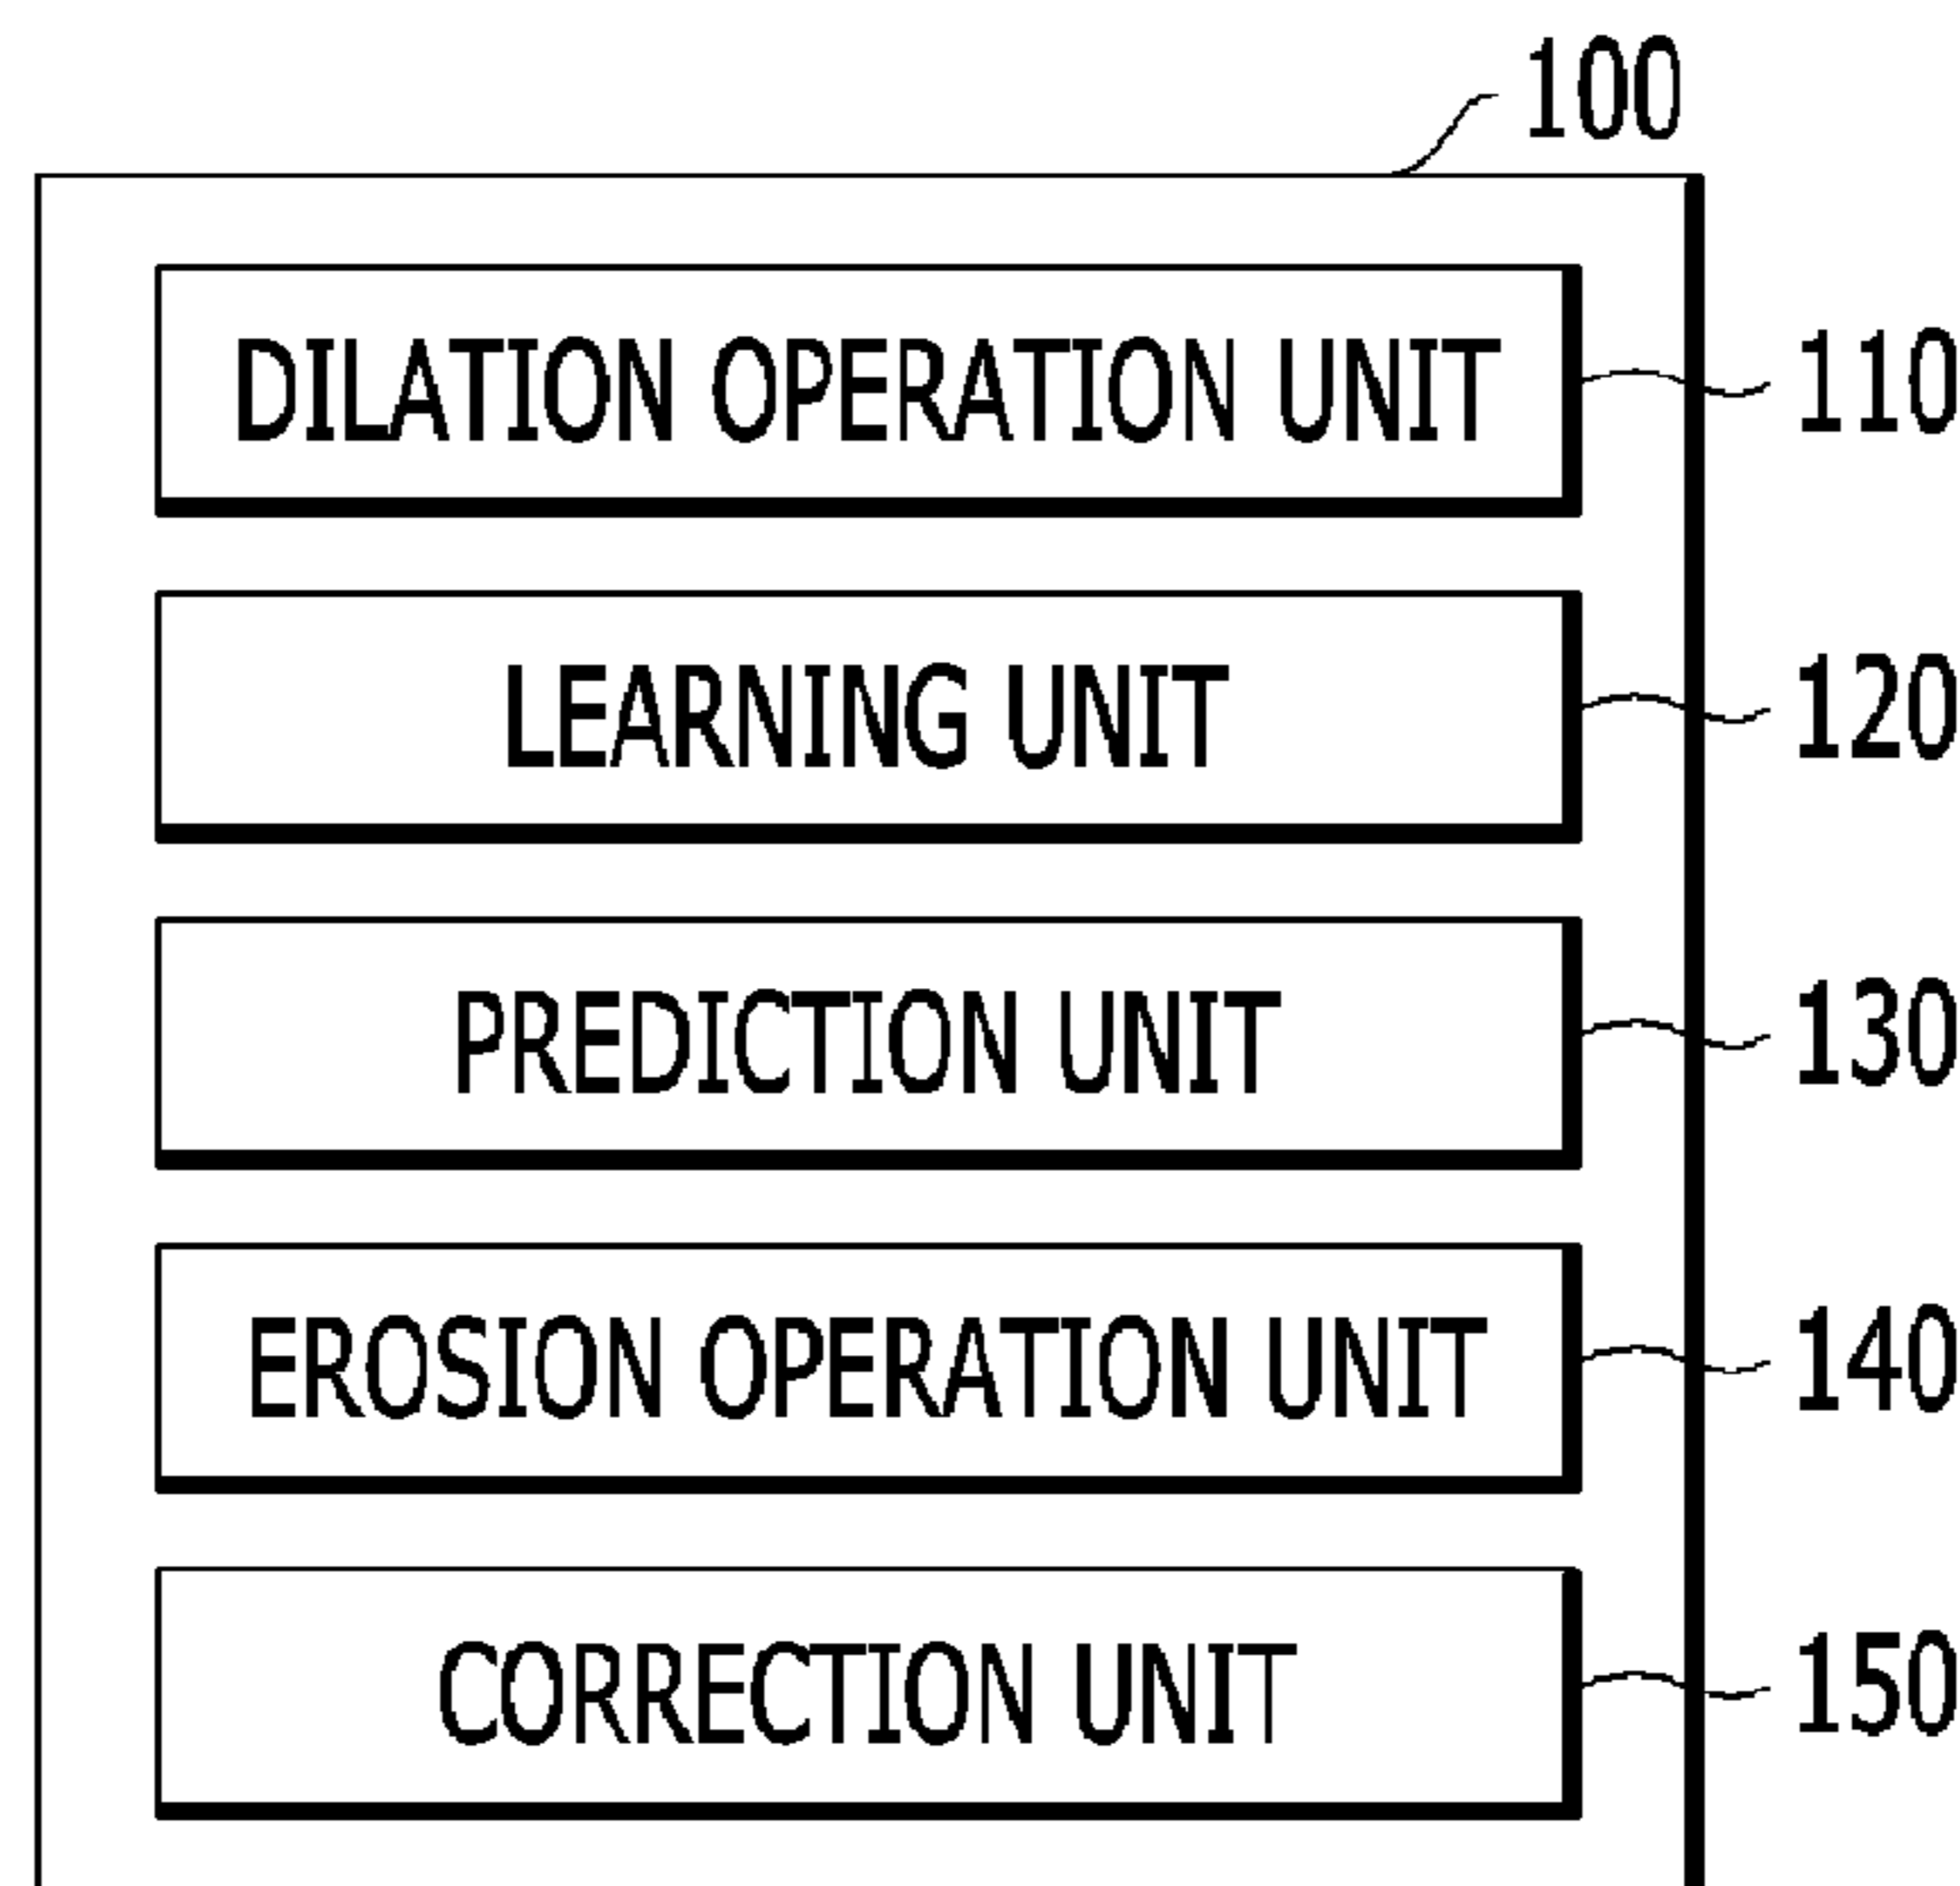 100
DILATION OPERATION UNIT 110
LEARNING UNIT 120
PREDICTION UNIT 130
EROSION OPERATION UNIT 140
CORRECTION UNIT 150